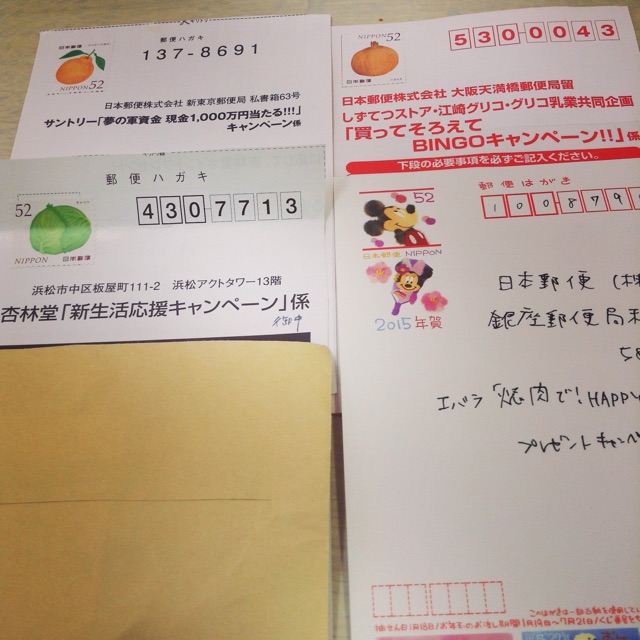 郵便ハガキ
日本郵便
NIPPON 52
137-8691
日本郵便株式会社 新東京郵便局 私書箱63号
サントリー「夢の軍資金 現金1,000万円当たる!!!」
キャンペーン係
NIPPON 52
日本郵便
5300043
日本郵便株式会社 大阪天満橋郵便局留
しずてつストア・江崎グリコ・グリコ乳業共同企画
「買ってそろえて
BINGOキャンペーン!!」係
下段の必要事項を必ずご記入ください。
郵便ハガキ
52
NIPPON 日本郵便
430-7713
浜松市中区板屋町111-2 浜松アクトタワー13階
杏林堂「新生活応援キャンペーン」係
行御中
郵便はがき
52
日本郵便 NIPPON
2015年賀
100879
日本郵便(株
銀座郵便局
58
エバラ「焼肉で!HAPPY
プレゼントキャンペ